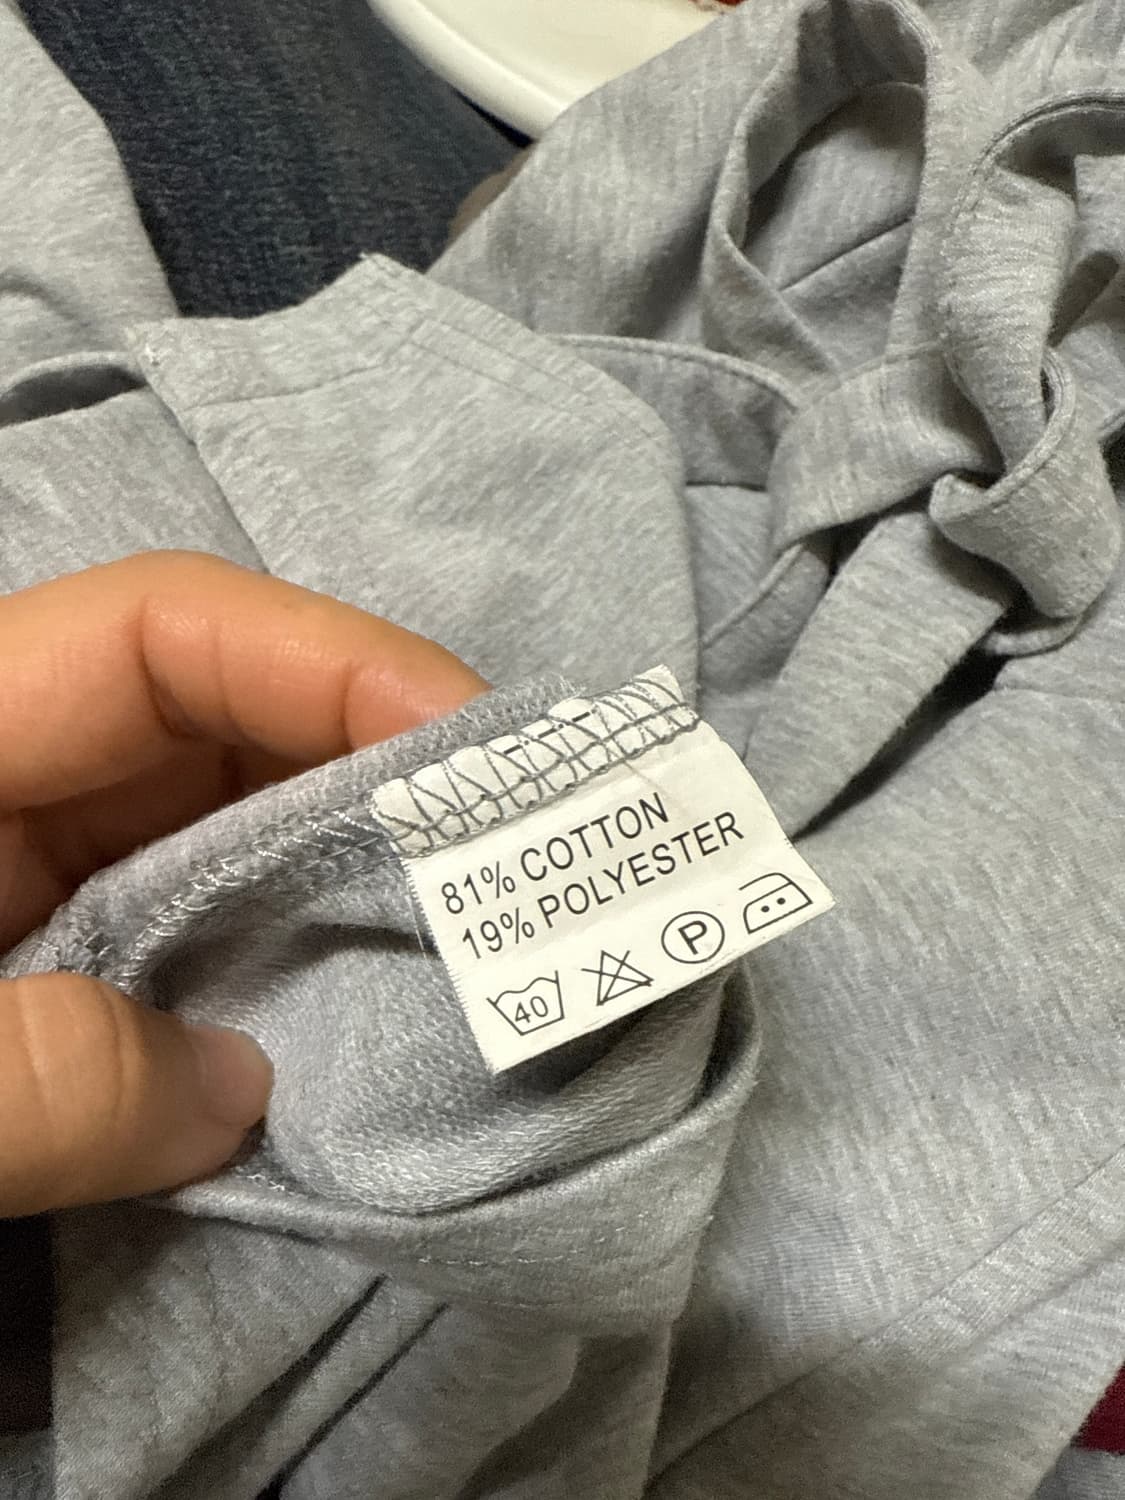 81% COTTON
19% POLYESTER
40 P